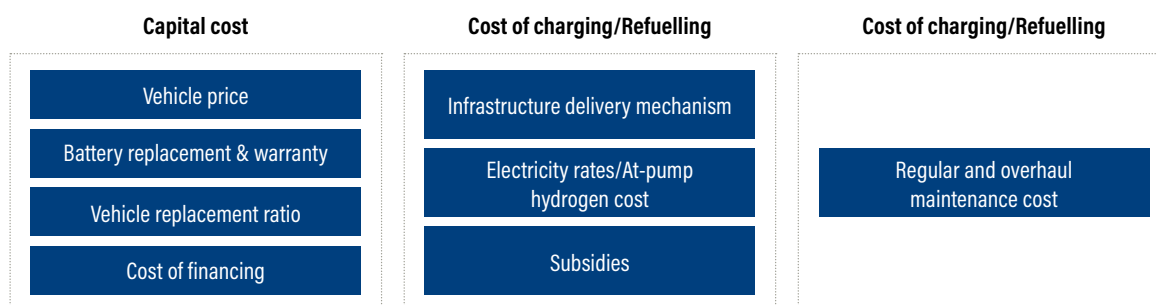 Capital cost
Vehicle price
Battery replacement & warranty
Vehicle replacement ratio
Cost of financing
Cost of charging/Refuelling
Infrastructure delivery mechanism
Electricity rates/At-pump
hydrogen cost
Subsidies
Cost of charging/Refuelling
Regular and overhaul
maintenance cost